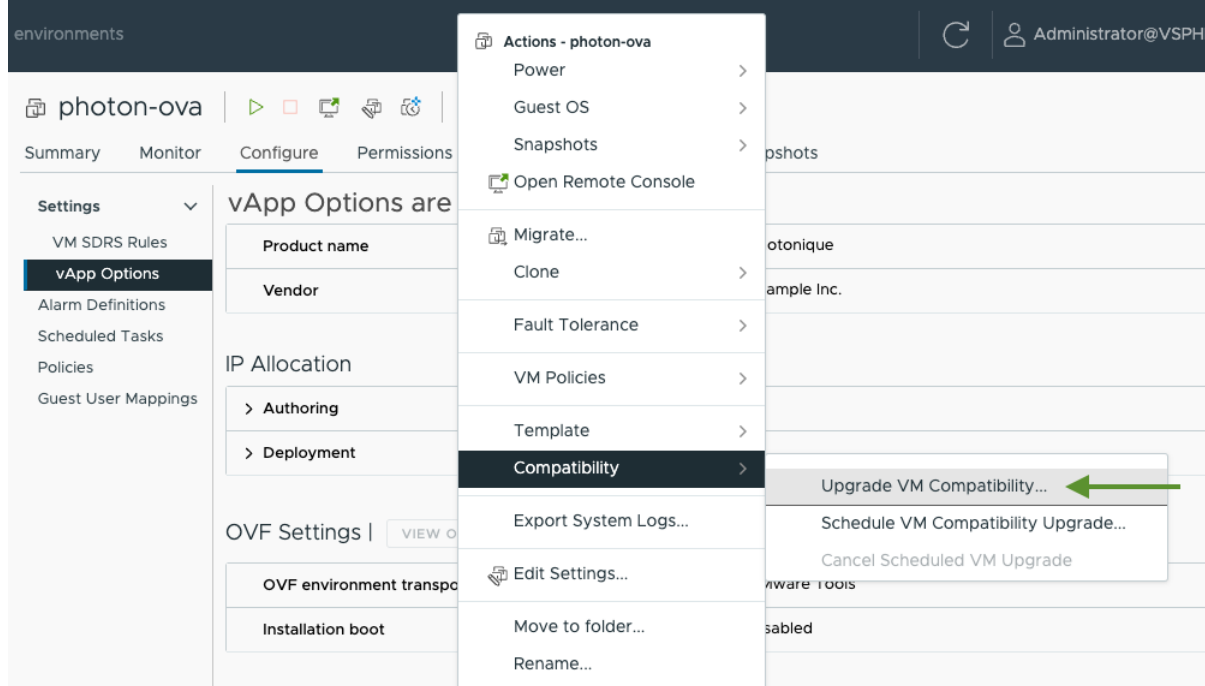 environments
Administrator@VSPH
photon-ova
Summary Monitor Configure Permissions pshots
Settings
VM SDRS Rules
vApp Options
Alarm Definitions
Scheduled Tasks
Policies
Guest User Mappings
vApp Options are
Product name otonique
Vendor ample Inc.
IP Allocation
Authoring
Deployment
OVF Settings | VIEW O
OVF environment transpo Mware Tools
Installation boot sabled
Actions - photon-ova
Power
Guest OS
Snapshots
Open Remote Console
Migrate...
Clone
Fault Tolerance
VM Policies
Template
Compatibility
Export System Logs...
Edit Settings...
Move to folder...
Rename...
Upgrade VM Compatibility...
Schedule VM Compatibility Upgrade...
Cancel Scheduled VM Upgrade